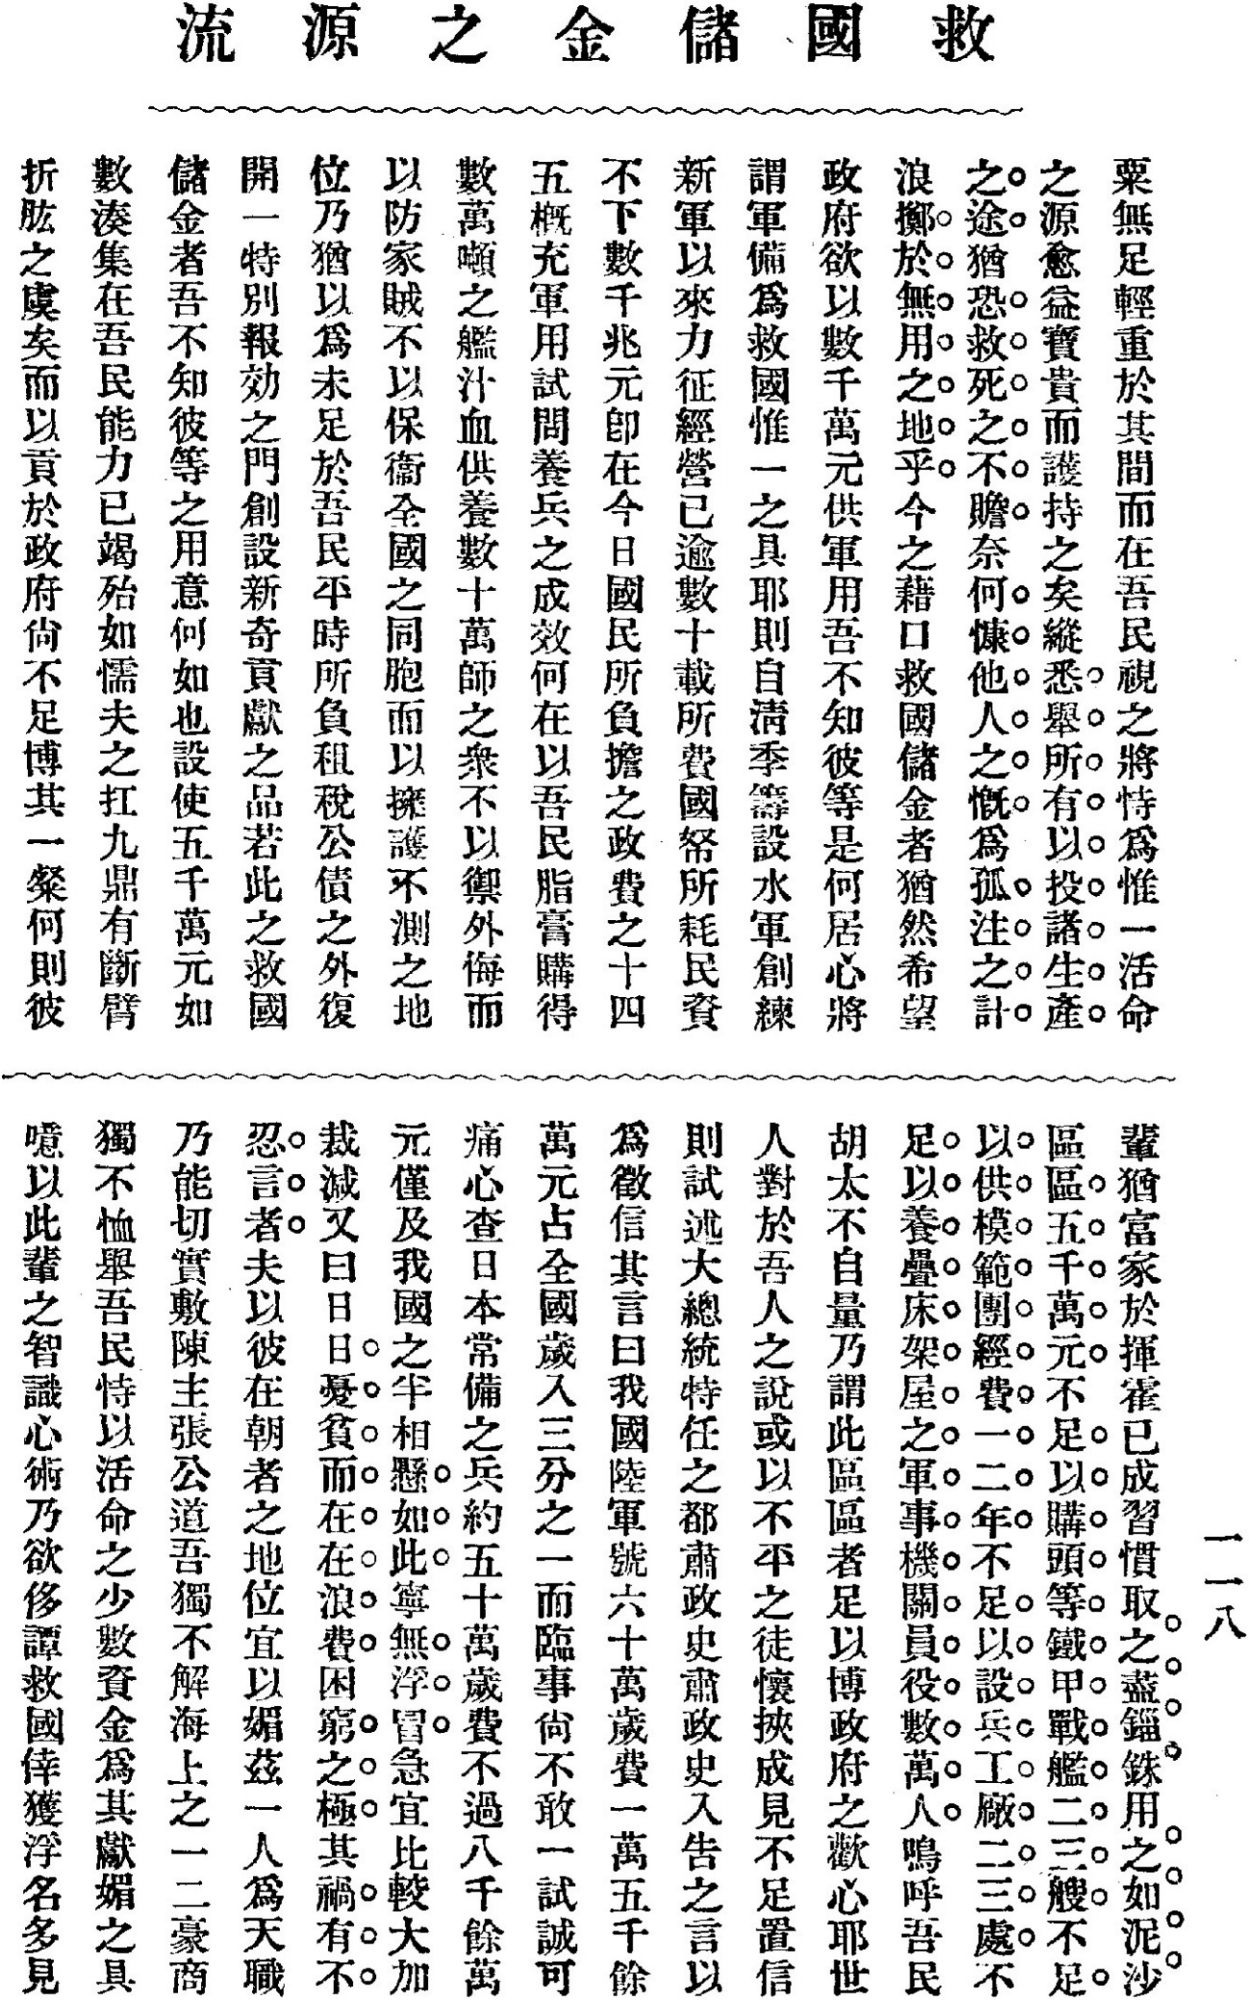 救國儲金之源流
粟無足輕重於其間而在吾民視之將恃爲惟一活命
之源愈益寶貴而護持之矣縱悉舉所有以投諸生產
之途猶恐救死之不贍奈何慷他人之慨爲孤注之計
浪擲於無用之地乎今之藉口救國儲金者猶然希望
政府欲以數千萬元供軍用吾不知彼等是何居心將
謂軍備爲救國惟一之具耶則自淸季籌設水軍創練
新軍以來力征經營已逾數十載所費國帑所耗民資
不下數千兆元卽在今日國民所負擔之政費之十四
五概充軍用試問養兵之成效何在以吾民脂膏購得
數萬噸之艦汁血供養數十萬師之衆不以禦外侮而
以防家賊不以保衞全國之同胞而以擁護不測之地
位乃猶以爲未足於吾民平時所負租稅公債之外復
開一特別報効之門創設新奇貢獻之品若此之救國
儲金者吾不知彼等之用意何如也設使五千萬元如
數湊集在吾民能力已竭殆如懦夫之扛九鼎有斷臂
折肱之虞矣而以貢於政府尙不足博其一粲何則彼
輩猶富家於揮霍已成習慣取之盡錙銖用之如泥沙
區區五千萬元不足以購頭等鐵甲戰艦二三艘不足
以供模範團經費一二年不足以設兵工廠二三處不
足以養疊床架屋之軍事機關員役數萬人嗚呼吾民
胡太不自量乃謂此區區者足以博政府之歡心耶世
人對於吾人之說或以不平之徒懷挾成見不足置信
則試述大總統特任之都肅政史肅政史入告之言以
爲徵信其言曰我國陸軍號六十萬歲費一萬五千餘
萬元占全國歲入三分之一而臨事尙不敢一試誠可
痛心查日本常備之兵約五十萬歲費不過八千餘萬
元僅及我國之半相懸如此寧無浮冒急宜比較大加
裁減又曰日日憂貧而在在浪費困窮之極其禍有不
忍言者夫以彼在朝者之地位宜以媚茲一人爲天職
乃能切實敷陳主張公道吾獨不解海上之一二豪商
獨不恤舉吾民恃以活命之少數資金爲其獻媚之具
噫以此輩之智識心術乃欲侈譚救國倖獲浮名多見
一一八